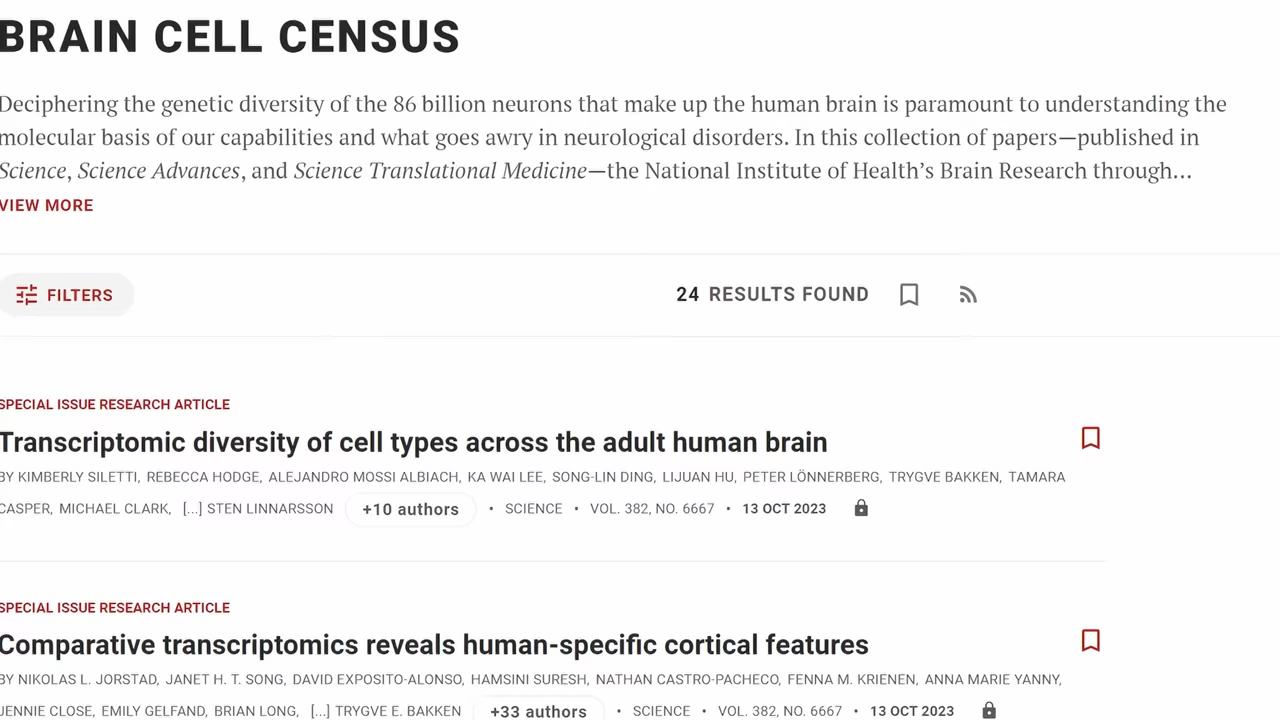 BRAIN CELL CENSUS
Deciphering the genetic diversity of the 86 billion neurons that make up the human brain is paramount to understanding the
molecular basis of our capabilities and what goes awry in neurological disorders. In this collection of papers—published in
Science, Science Advances, and Science Translational Medicine—the National Institute of Health’s Brain Research through...
VIEW MORE
FILTERS
24 RESULTS FOUND
SPECIAL ISSUE RESEARCH ARTICLE
Transcriptomic diversity of cell types across the adult human brain
BY KIMBERLY SILETTI, REBECCA HODGE, ALEJANDRO MOSSI ALBIACH, KA WAI LEE, SONG-LIN DING, LIJUAN HU, PETER LÖNNERBERG, TRYGVE BAKKEN, TAMARA
CASPER, MICHAEL CLARK, [...] STEN LINNARSSON +10 authors • SCIENCE • VOL. 382, NO. 6667 • 13 OCT 2023
SPECIAL ISSUE RESEARCH ARTICLE
Comparative transcriptomics reveals human-specific cortical features
BY NIKOLAS L. JORSTAD, JANET H. T. SONG, DAVID EXPOSITO-ALONSO, HAMSINI SURESH, NATHAN CASTRO-PACHECO, FENNA M. KRIENEN, ANNA MARIE YANNY,
JENNIE CLOSE, EMILY GELFAND, BRIAN LONG, [...] TRYGVE E. BAKKEN +33 authors • SCIENCE • VOL. 382, NO. 6667 • 13 OCT 2023